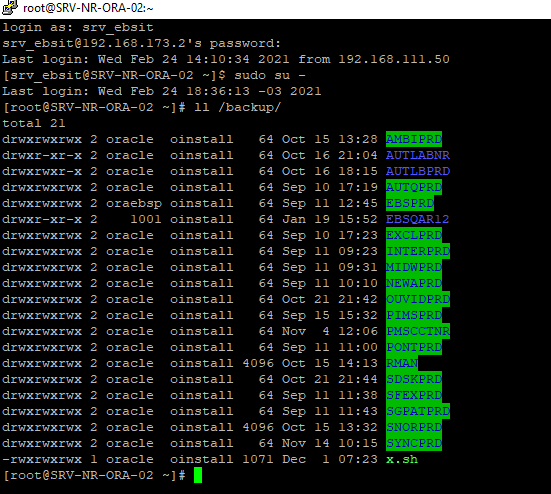 root@SRV-NR-ORA-02:~
login as: srv_ebsit
srv_ebsit@192.168.173.2's password:
Last login: Wed Feb 24 14:10:34 2021 from 192.168.111.50
[srv_ebsit@SRV-NR-ORA-02 ~]$ sudo su -
Last login: Wed Feb 24 18:36:13 -03 2021
[root@SRV-NR-ORA-02 ~]# ll /backup/
total 21
drwxrwxrwx 2 oracle  oinstall   64 Oct 15 13:28 AMBIPRD
drwxr-xr-x 2 oracle  oinstall   64 Oct 16 21:04 AUTLABNR
drwxr-xr-x 2 oracle  oinstall   64 Oct 16 18:15 AUTLBPRD
drwxrwxrwx 2 oracle  oinstall   64 Sep 10 17:19 AUTQPRD
drwxrwxrwx 2 oraebsp oinstall   64 Sep 11 12:45 EBSPRD
drwxr-xr-x 2    1001 oinstall   64 Jan 19 15:52 EBSQAR12
drwxrwxrwx 2 oracle  oinstall   64 Sep 10 17:23 EXCLPRD
drwxrwxrwx 2 oracle  oinstall   64 Sep 11 09:23 INTERPRD
drwxrwxrwx 2 oracle  oinstall   64 Sep 11 09:31 MIDWPRD
drwxrwxrwx 2 oracle  oinstall   64 Sep 11 10:10 NEWAPRD
drwxrwxrwx 2 oracle  oinstall   64 Oct 21 21:42 OUVIDPRD
drwxrwxrwx 2 oracle  oinstall   64 Sep 15 15:32 PIMSPRD
drwxrwxrwx 2 oracle  oinstall   64 Nov  4 12:06 PMSCCTNR
drwxrwxrwx 2 oracle  oinstall   64 Sep 11 11:00 PONTPRD
drwxrwxrwx 2 oracle  oinstall 4096 Oct 15 14:13 RMAN
drwxrwxrwx 2 oracle  oinstall   64 Oct 21 21:44 SDSKPRD
drwxrwxrwx 2 oracle  oinstall   64 Sep 11 11:38 SFEXPRD
drwxrwxrwx 2 oracle  oinstall   64 Sep 11 11:43 SGPATPRD
drwxrwxrwx 2 oracle  oinstall 4096 Oct 15 13:32 SNORPRD
drwxrwxrwx 2 oracle  oinstall   64 Nov 14 10:15 SYNCPRD
-rwxrwxrwx 1 oracle  oinstall 1071 Dec  1 07:23 x.sh
[root@SRV-NR-ORA-02 ~]#